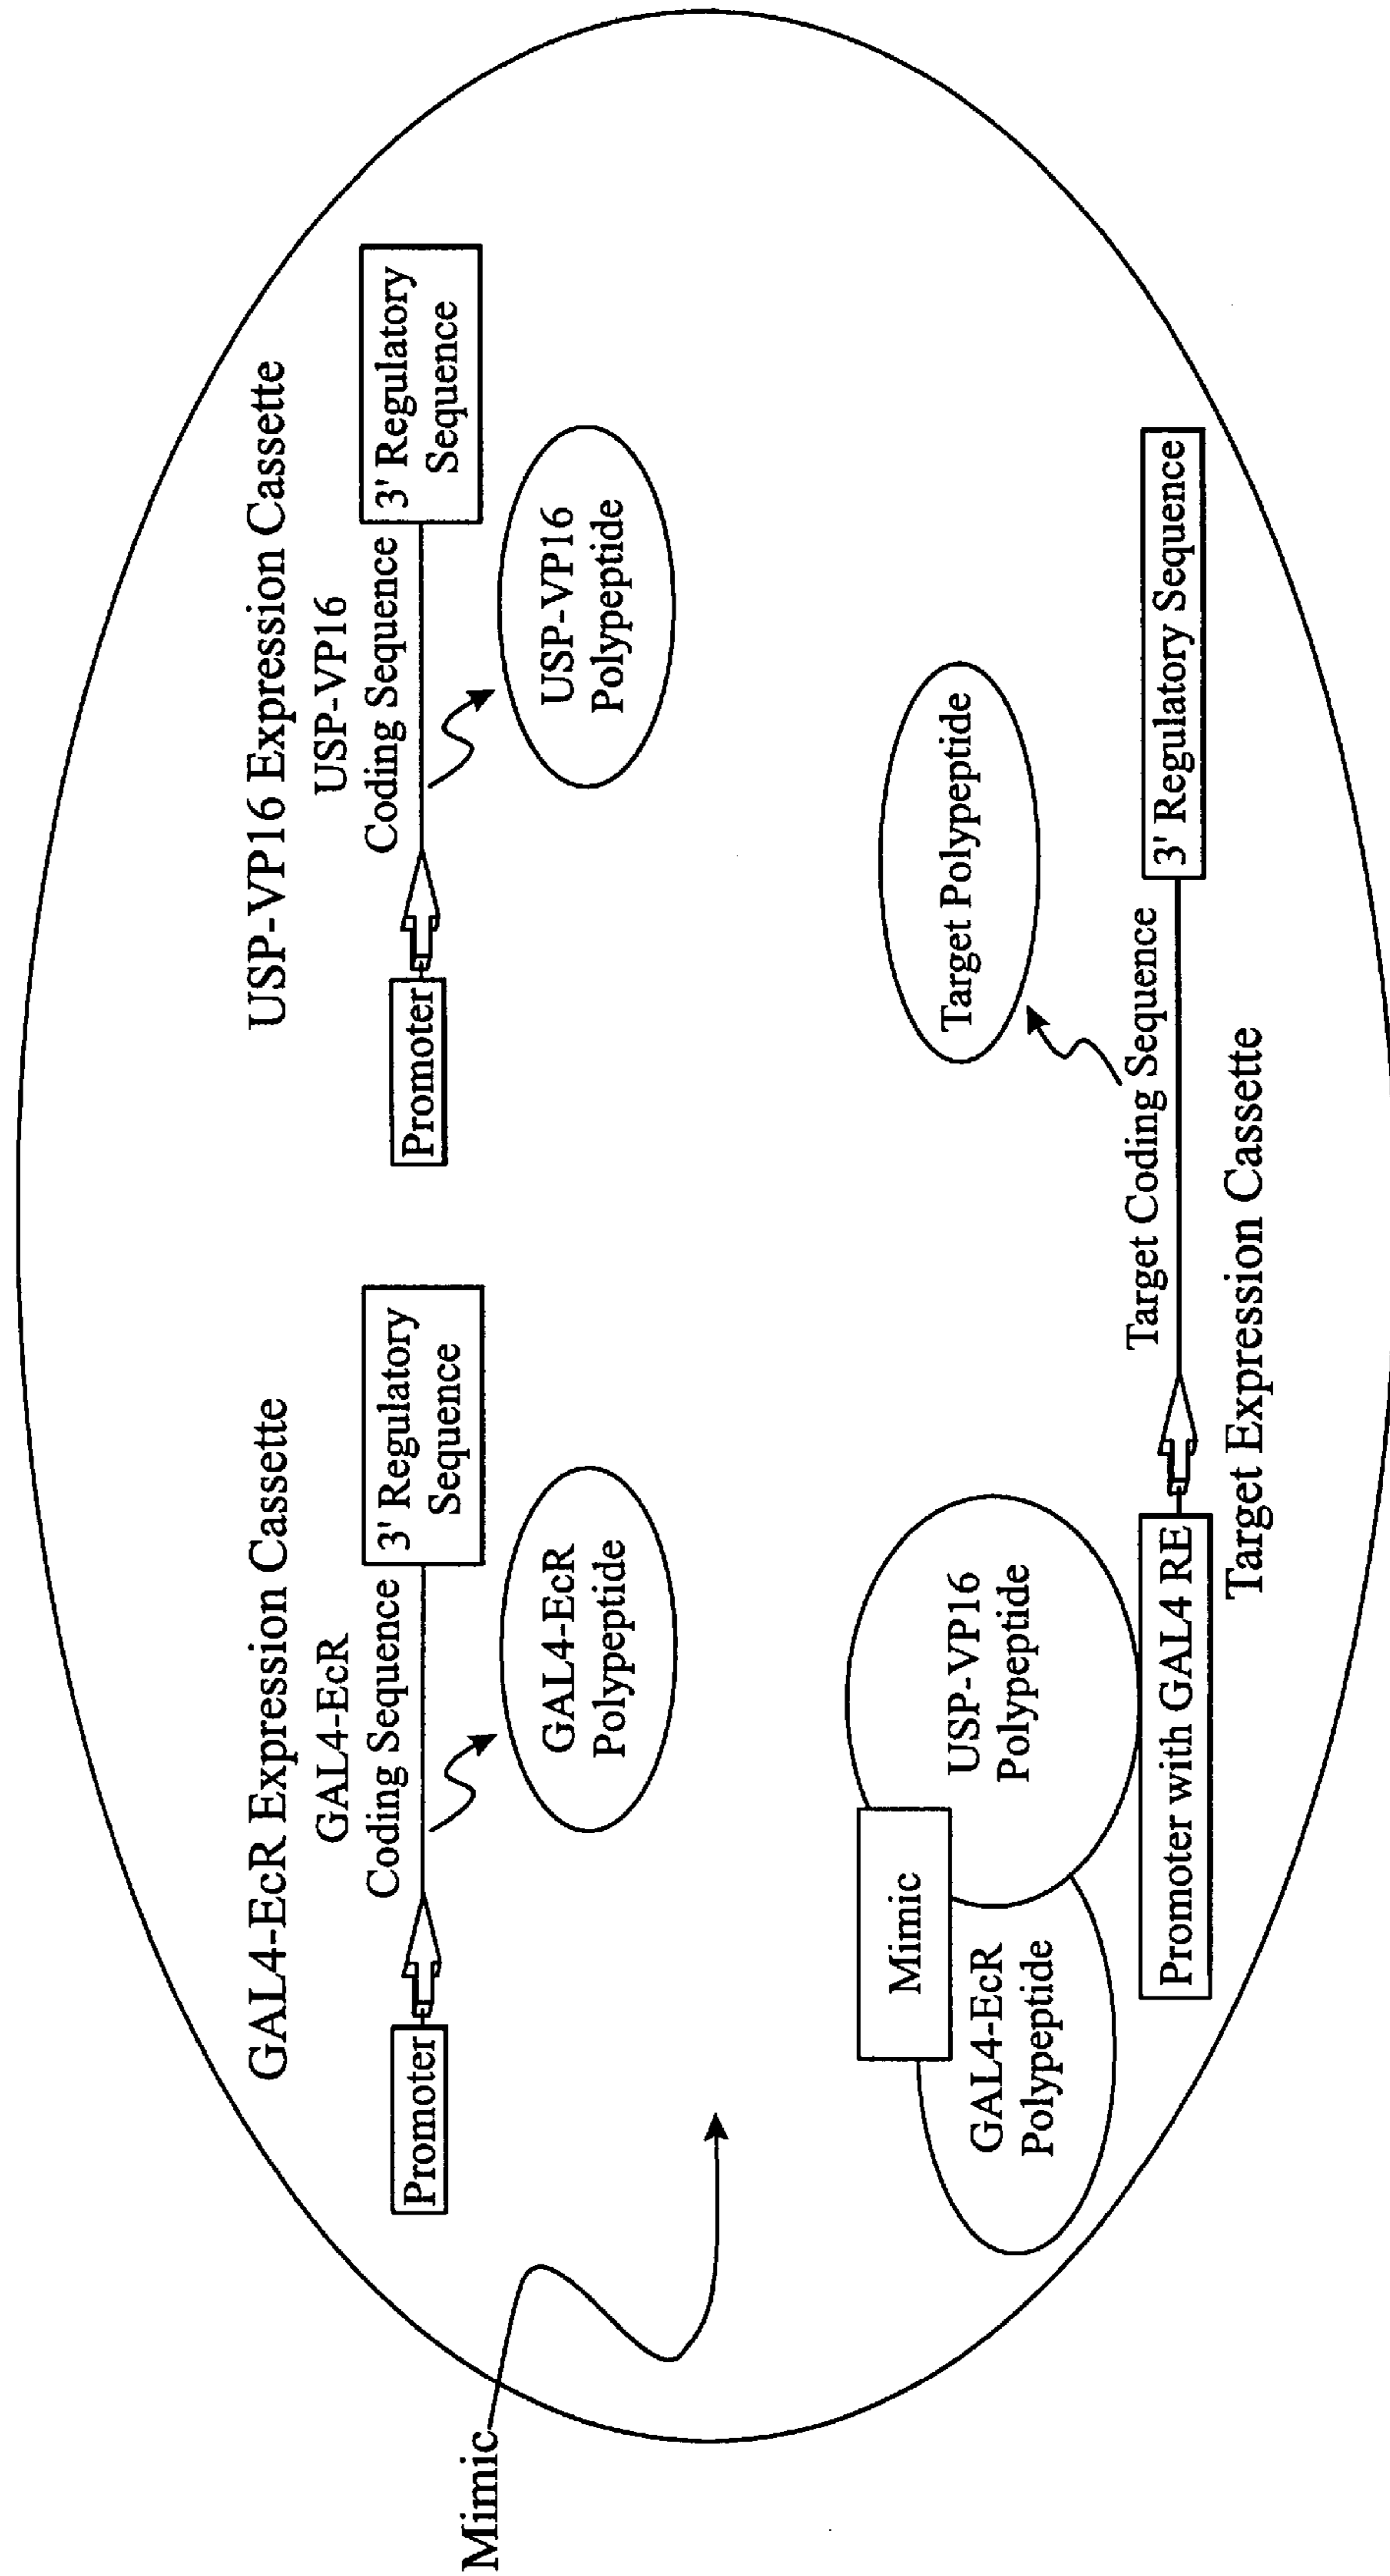 GAL4-EcR Expression Cassette
GAL4-EcR
Coding Sequence
Promoter
3' Regulatory
Sequence
GAL4-EcR
Polypeptide
USP-VP16 Expression Cassette
USP-VP16
Coding Sequence
Promoter
3' Regulatory
Sequence
USP-VP16
Polypeptide
Mimic
Mimic
GAL4-EcR
Polypeptide
USP-VP16
Polypeptide
Target Polypeptide
Promoter with GAL4 RE
Target Coding Sequence
3' Regulatory Sequence
Target Expression Cassette